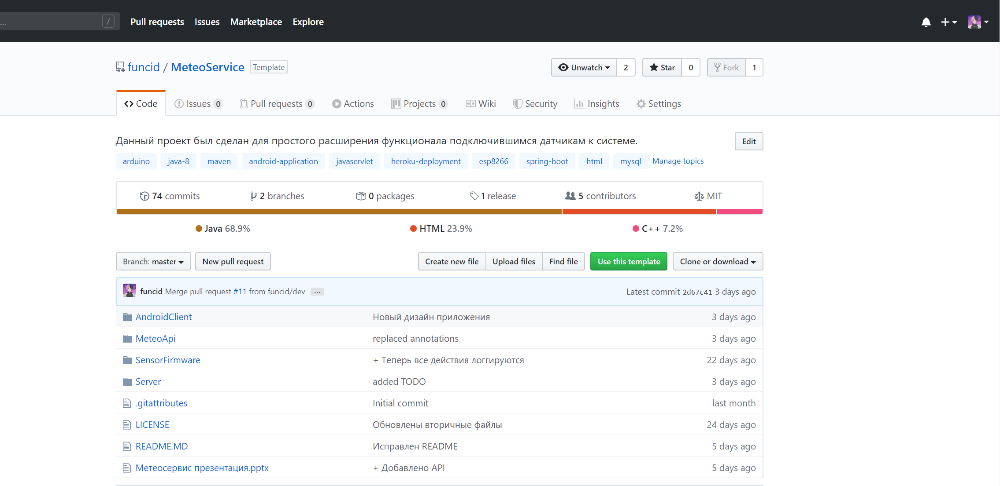 ... / Pull requests Issues Marketplace Explore
funcid / MeteoService Template Unwatch 2 Star 0 Fork 1
Code Issues 0 Pull requests 0 Actions Projects 0 Wiki Security Insights Settings
Данный проект был сделан для простого расширения функционала подключившимся датчикам к системе. Edit
arduino java-8 maven android-application javaservlet heroku-deployment esp8266 spring-boot html mysql Manage topics
74 commits 2 branches 0 packages 1 release 5 contributors MIT
Java 68.9% HTML 23.9% C++ 7.2%
Branch: master New pull request Create new file Upload files Find file Use this template Clone or download
funcid Merge pull request #11 from funcid/dev ... Latest commit 2d67c41 3 days ago
AndroidClient Новый дизайн приложения 3 days ago
MeteoApi replaced annotations 3 days ago
SensorFirmware + Теперь все действия логгируются 22 days ago
Server added TODO 3 days ago
.gitattributes Initial commit last month
LICENSE Обновлены вторичные файлы 24 days ago
README.MD Исправлен README 5 days ago
Метеосервис презентация.pptx + Добавлено API 5 days ago